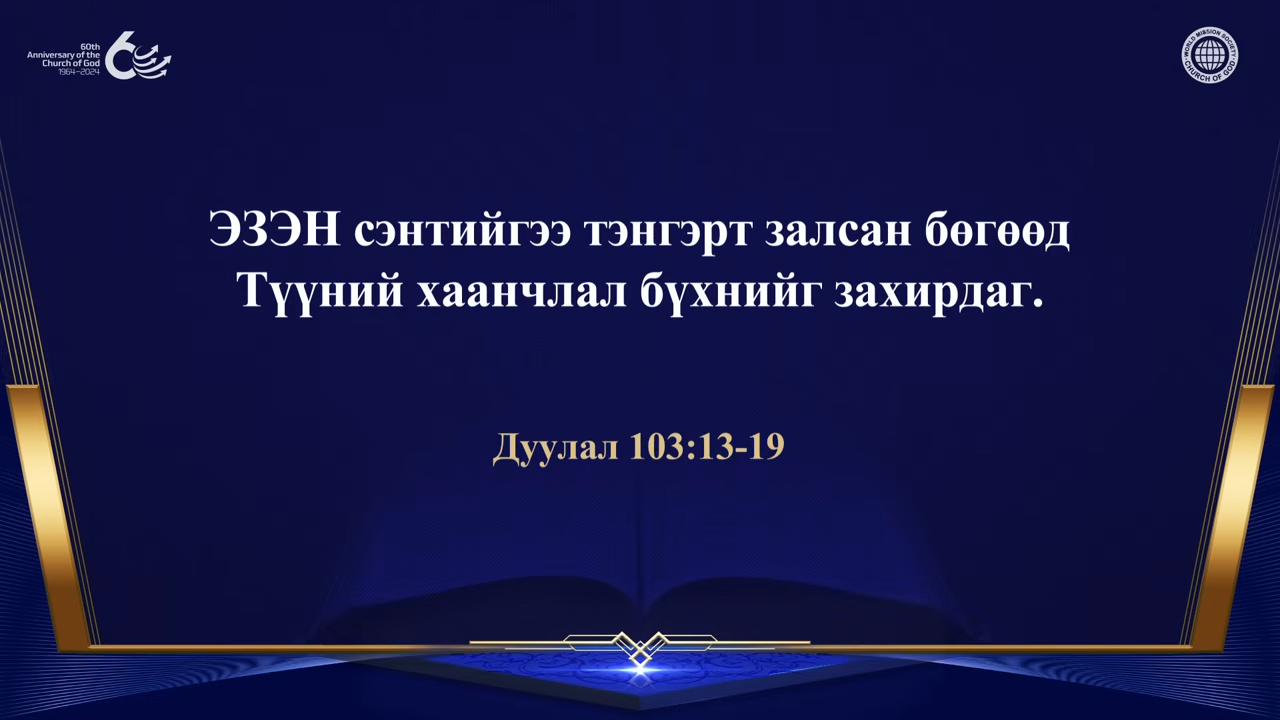 60th
Anniversary of the
Church of God
1964–2024
60
WORLD MISSION SOCIETY
CHURCH OF GOD
ЭЗЭН сэнтийгээ тэнгэрт залсан бөгөөд
Түүний хаанчлал бүхнийг захирдаг.
Дуулал 103:13-19